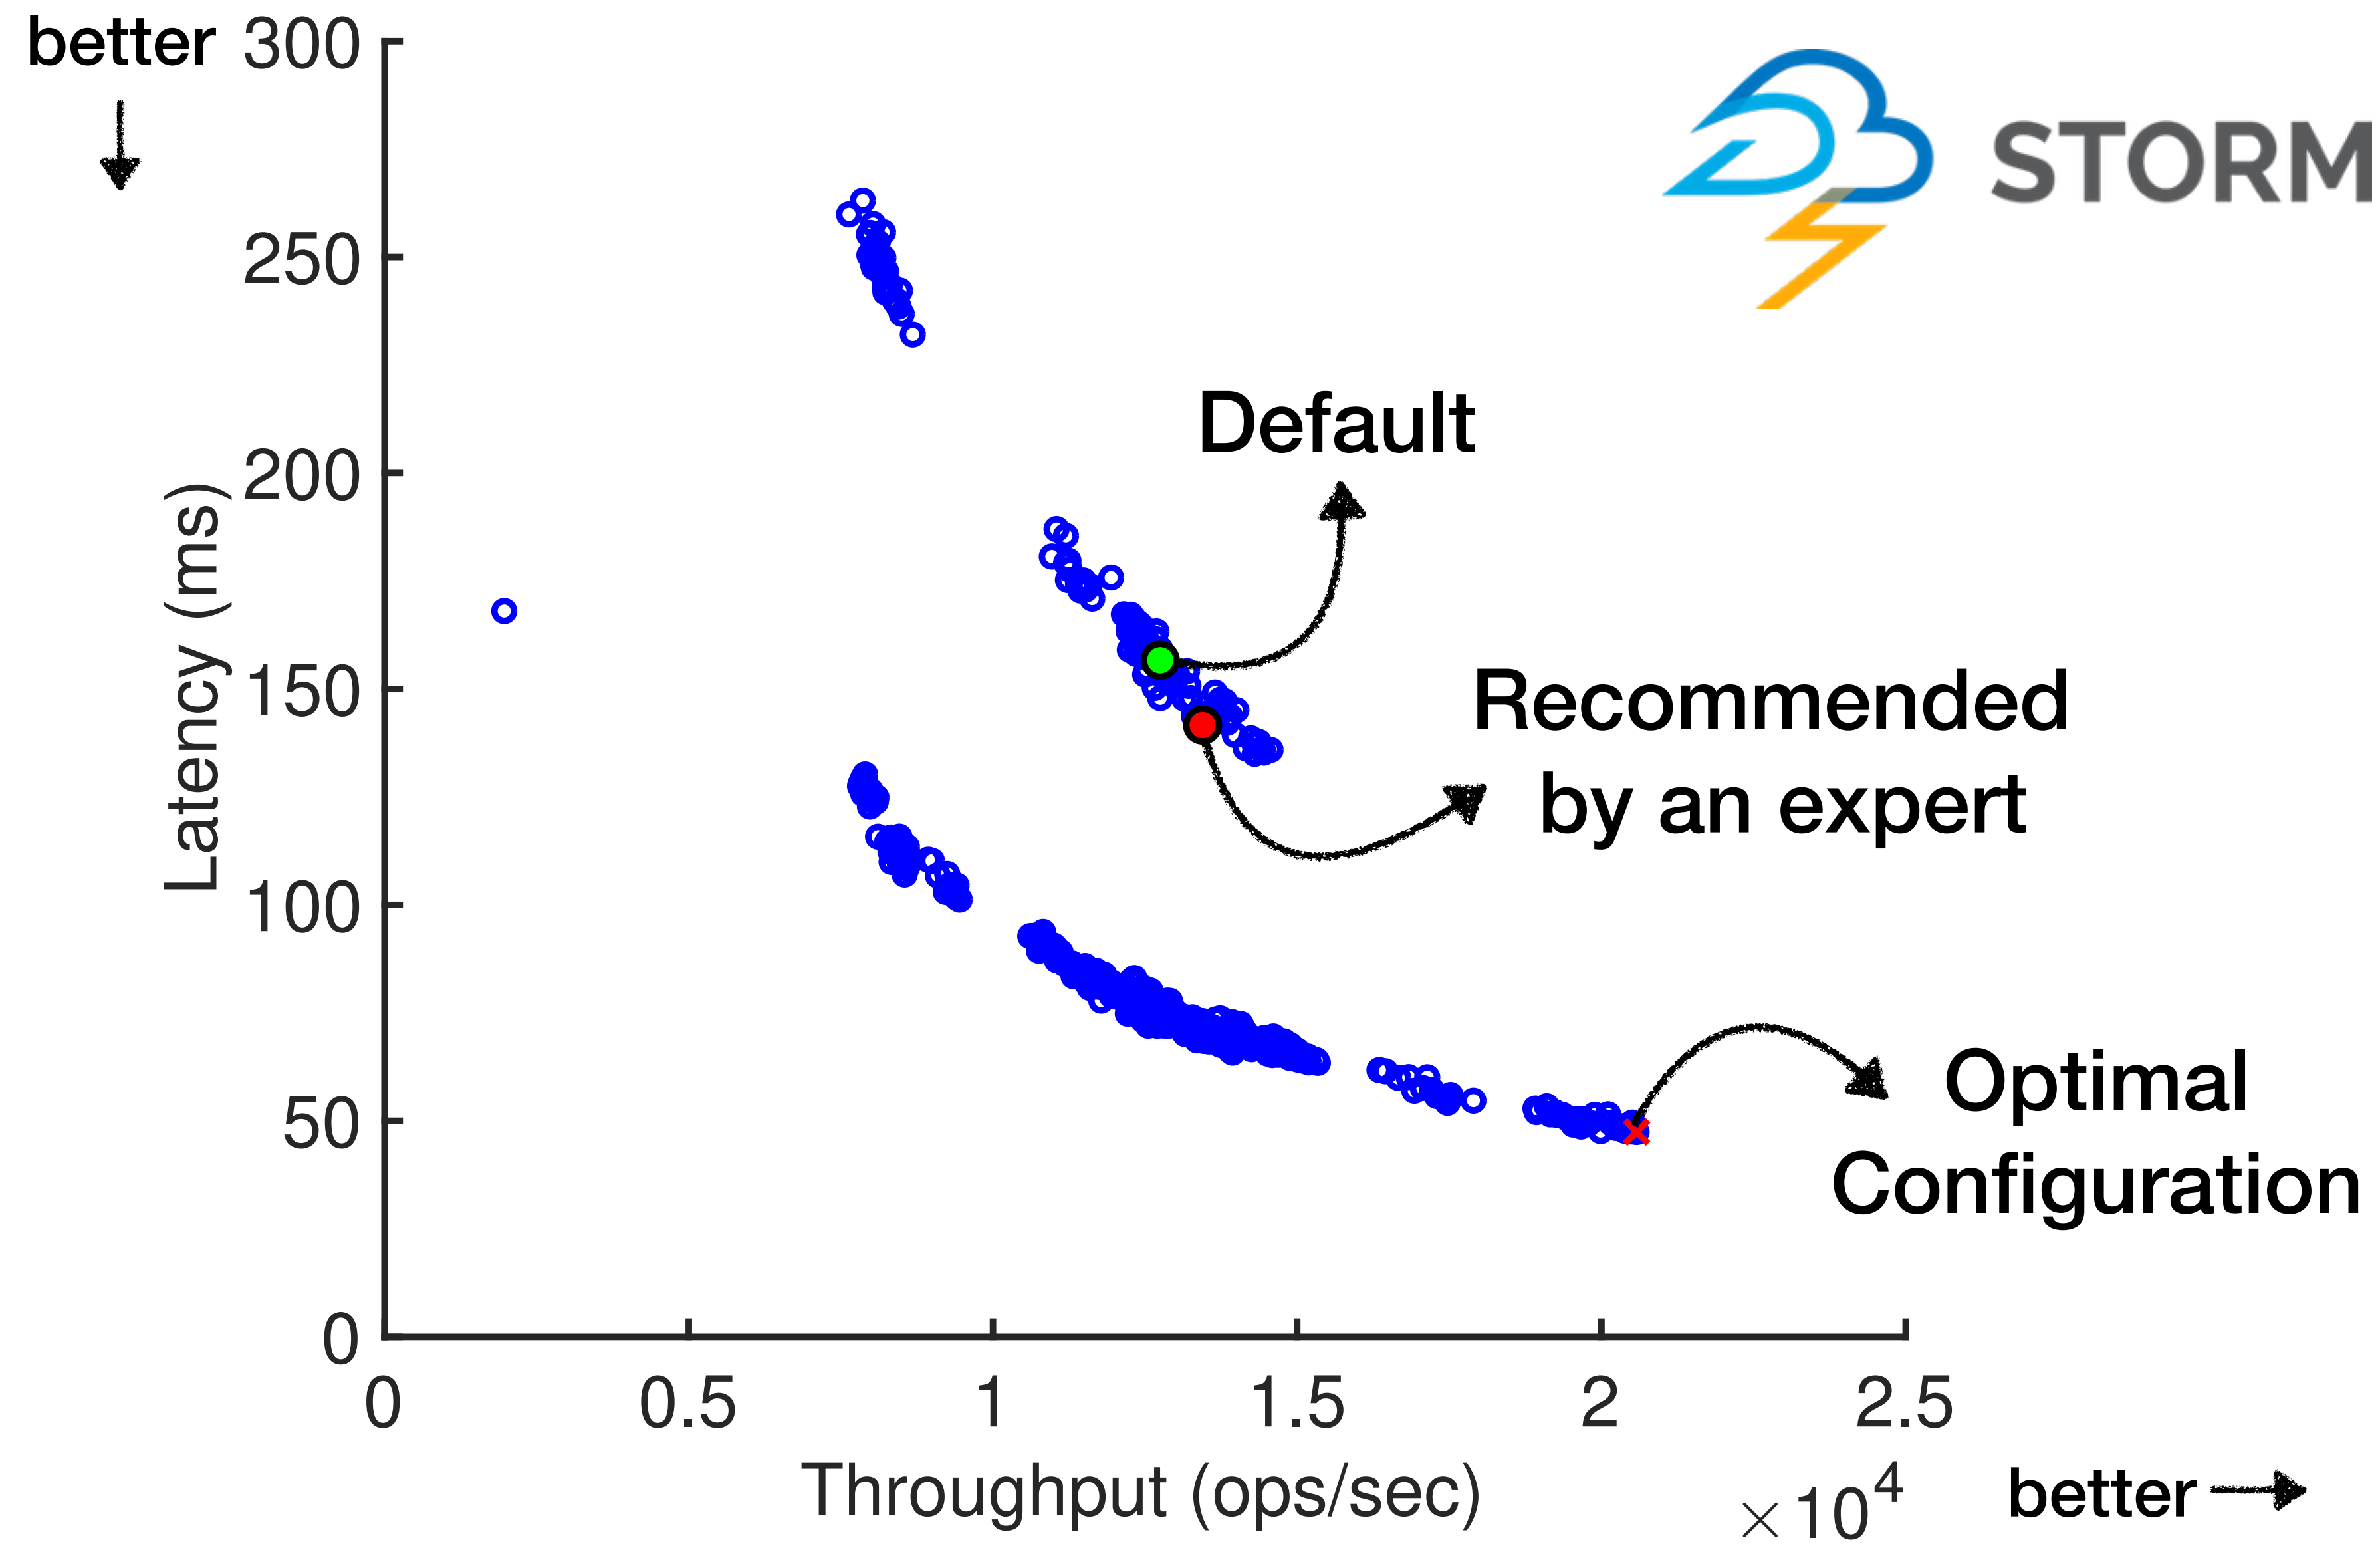 better
300
250
200
150
100
50
0
Latency (ms)
STORM
Default
Recommended
by an expert
Optimal
Configuration
0 0.5 1 1.5 2 2.5
Throughput (ops/sec)
×10⁴
better